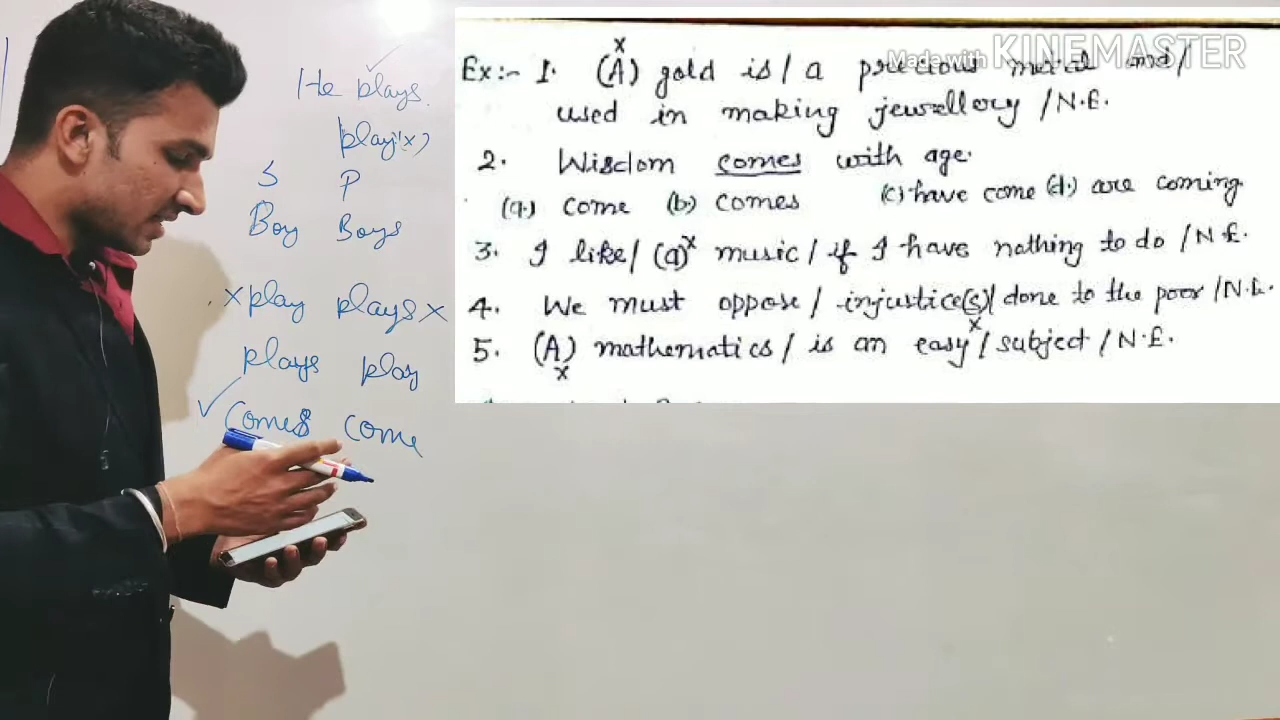 He plays.
play (x)
S P
Boy Boys
x play plays x
plays play
✓ Comes Come
Made with KINEMASTER
x
Ex:- 1. (A) gold is / a precious metal and /
used in making jewellory / N.E.
2. Wisdom comes with age.
(a.) come (b) comes (c) have come (d.) are coming
3. I like / (a)x music / if I have nothing to do / N.E.
4. We must oppose / injustice(s) / done to the poor / N.E.
x
5. (A) mathematics / is an easy / subject / N.E.
x